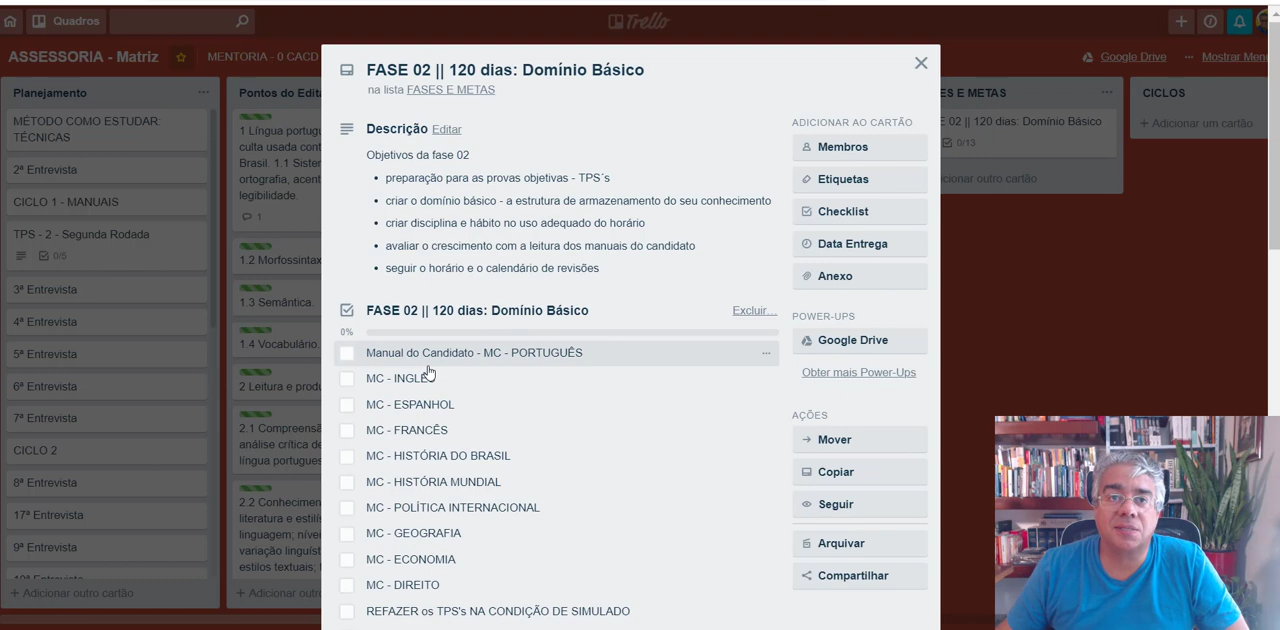 Quadros
Trello
ASSESSORIA - Matriz
MENTORIA - 0 CACD
Google Drive
... Mostrar Menu
Planejamento
...
MÉTODO COMO ESTUDAR:
TÉCNICAS
2ª Entrevista
CICLO 1 - MANUAIS
TPS - 2 - Segunda Rodada
0/5
3ª Entrevista
4ª Entrevista
5ª Entrevista
6ª Entrevista
7ª Entrevista
CICLO 2
8ª Entrevista
17ª Entrevista
9ª Entrevista
+ Adicionar outro cartão
Pontos do Edita
1 Língua portugu
culta usada cont
Brasil. 1.1 Sistem
ortografia, acent
legibilidade.
1
1.2 Morfossintax
1.3 Semântica.
1.4 Vocabulário.
2 Leitura e produ
2.1 Compreensã
análise crítica de
língua portugues
2.2 Conhecimen
literatura e estilís
linguagem; níve
variação linguíst
estilos textuais; t
+ Adicionar out
FASE 02 || 120 dias: Domínio Básico
na lista FASES E METAS
Descrição Editar
Objetivos da fase 02
• preparação para as provas objetivas - TPS´s
• criar o domínio básico - a estrutura de armazenamento do seu conhecimento
• criar disciplina e hábito no uso adequado do horário
• avaliar o crescimento com a leitura dos manuais do candidato
• seguir o horário e o calendário de revisões
FASE 02 || 120 dias: Domínio Básico
Excluir...
0%
Manual do Candidato - MC - PORTUGUÊS
...
MC - INGLÊ
MC - ESPANHOL
MC - FRANCÊS
MC - HISTÓRIA DO BRASIL
MC - HISTÓRIA MUNDIAL
MC - POLÍTICA INTERNACIONAL
MC - GEOGRAFIA
MC - ECONOMIA
MC - DIREITO
REFAZER os TPS's NA CONDIÇÃO DE SIMULADO
ADICIONAR AO CARTÃO
Membros
Etiquetas
Checklist
Data Entrega
Anexo
POWER-UPS
Google Drive
Obter mais Power-Ups
AÇÕES
Mover
Copiar
Seguir
Arquivar
Compartilhar
ES E METAS
...
E 02 || 120 dias: Domínio Básico
0/13
icionar outro cartão
CICLOS
+ Adicionar um cartão